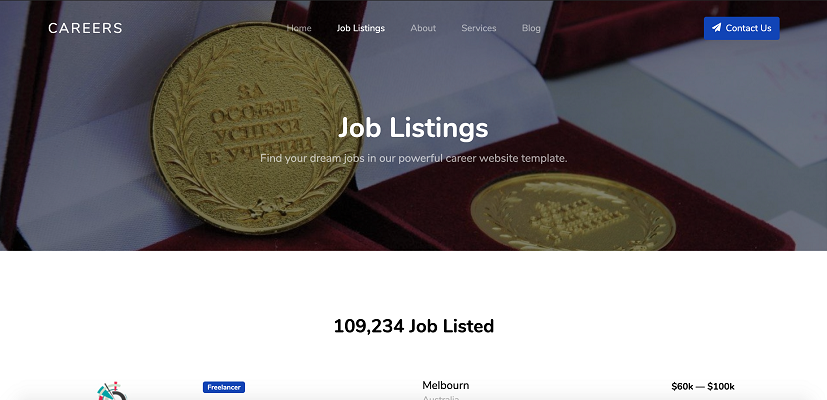 CAREERS
Home
Job Listings
About
Services
Blog
Contact Us
ЗА
ОСОБЫЕ
УСПЕХИ
В УЧЕНИИ
Job Listings
Find your dream jobs in our powerful career website template.
109,234 Job Listed
Freelancer
Melbourn
$60k — $100k
Australia